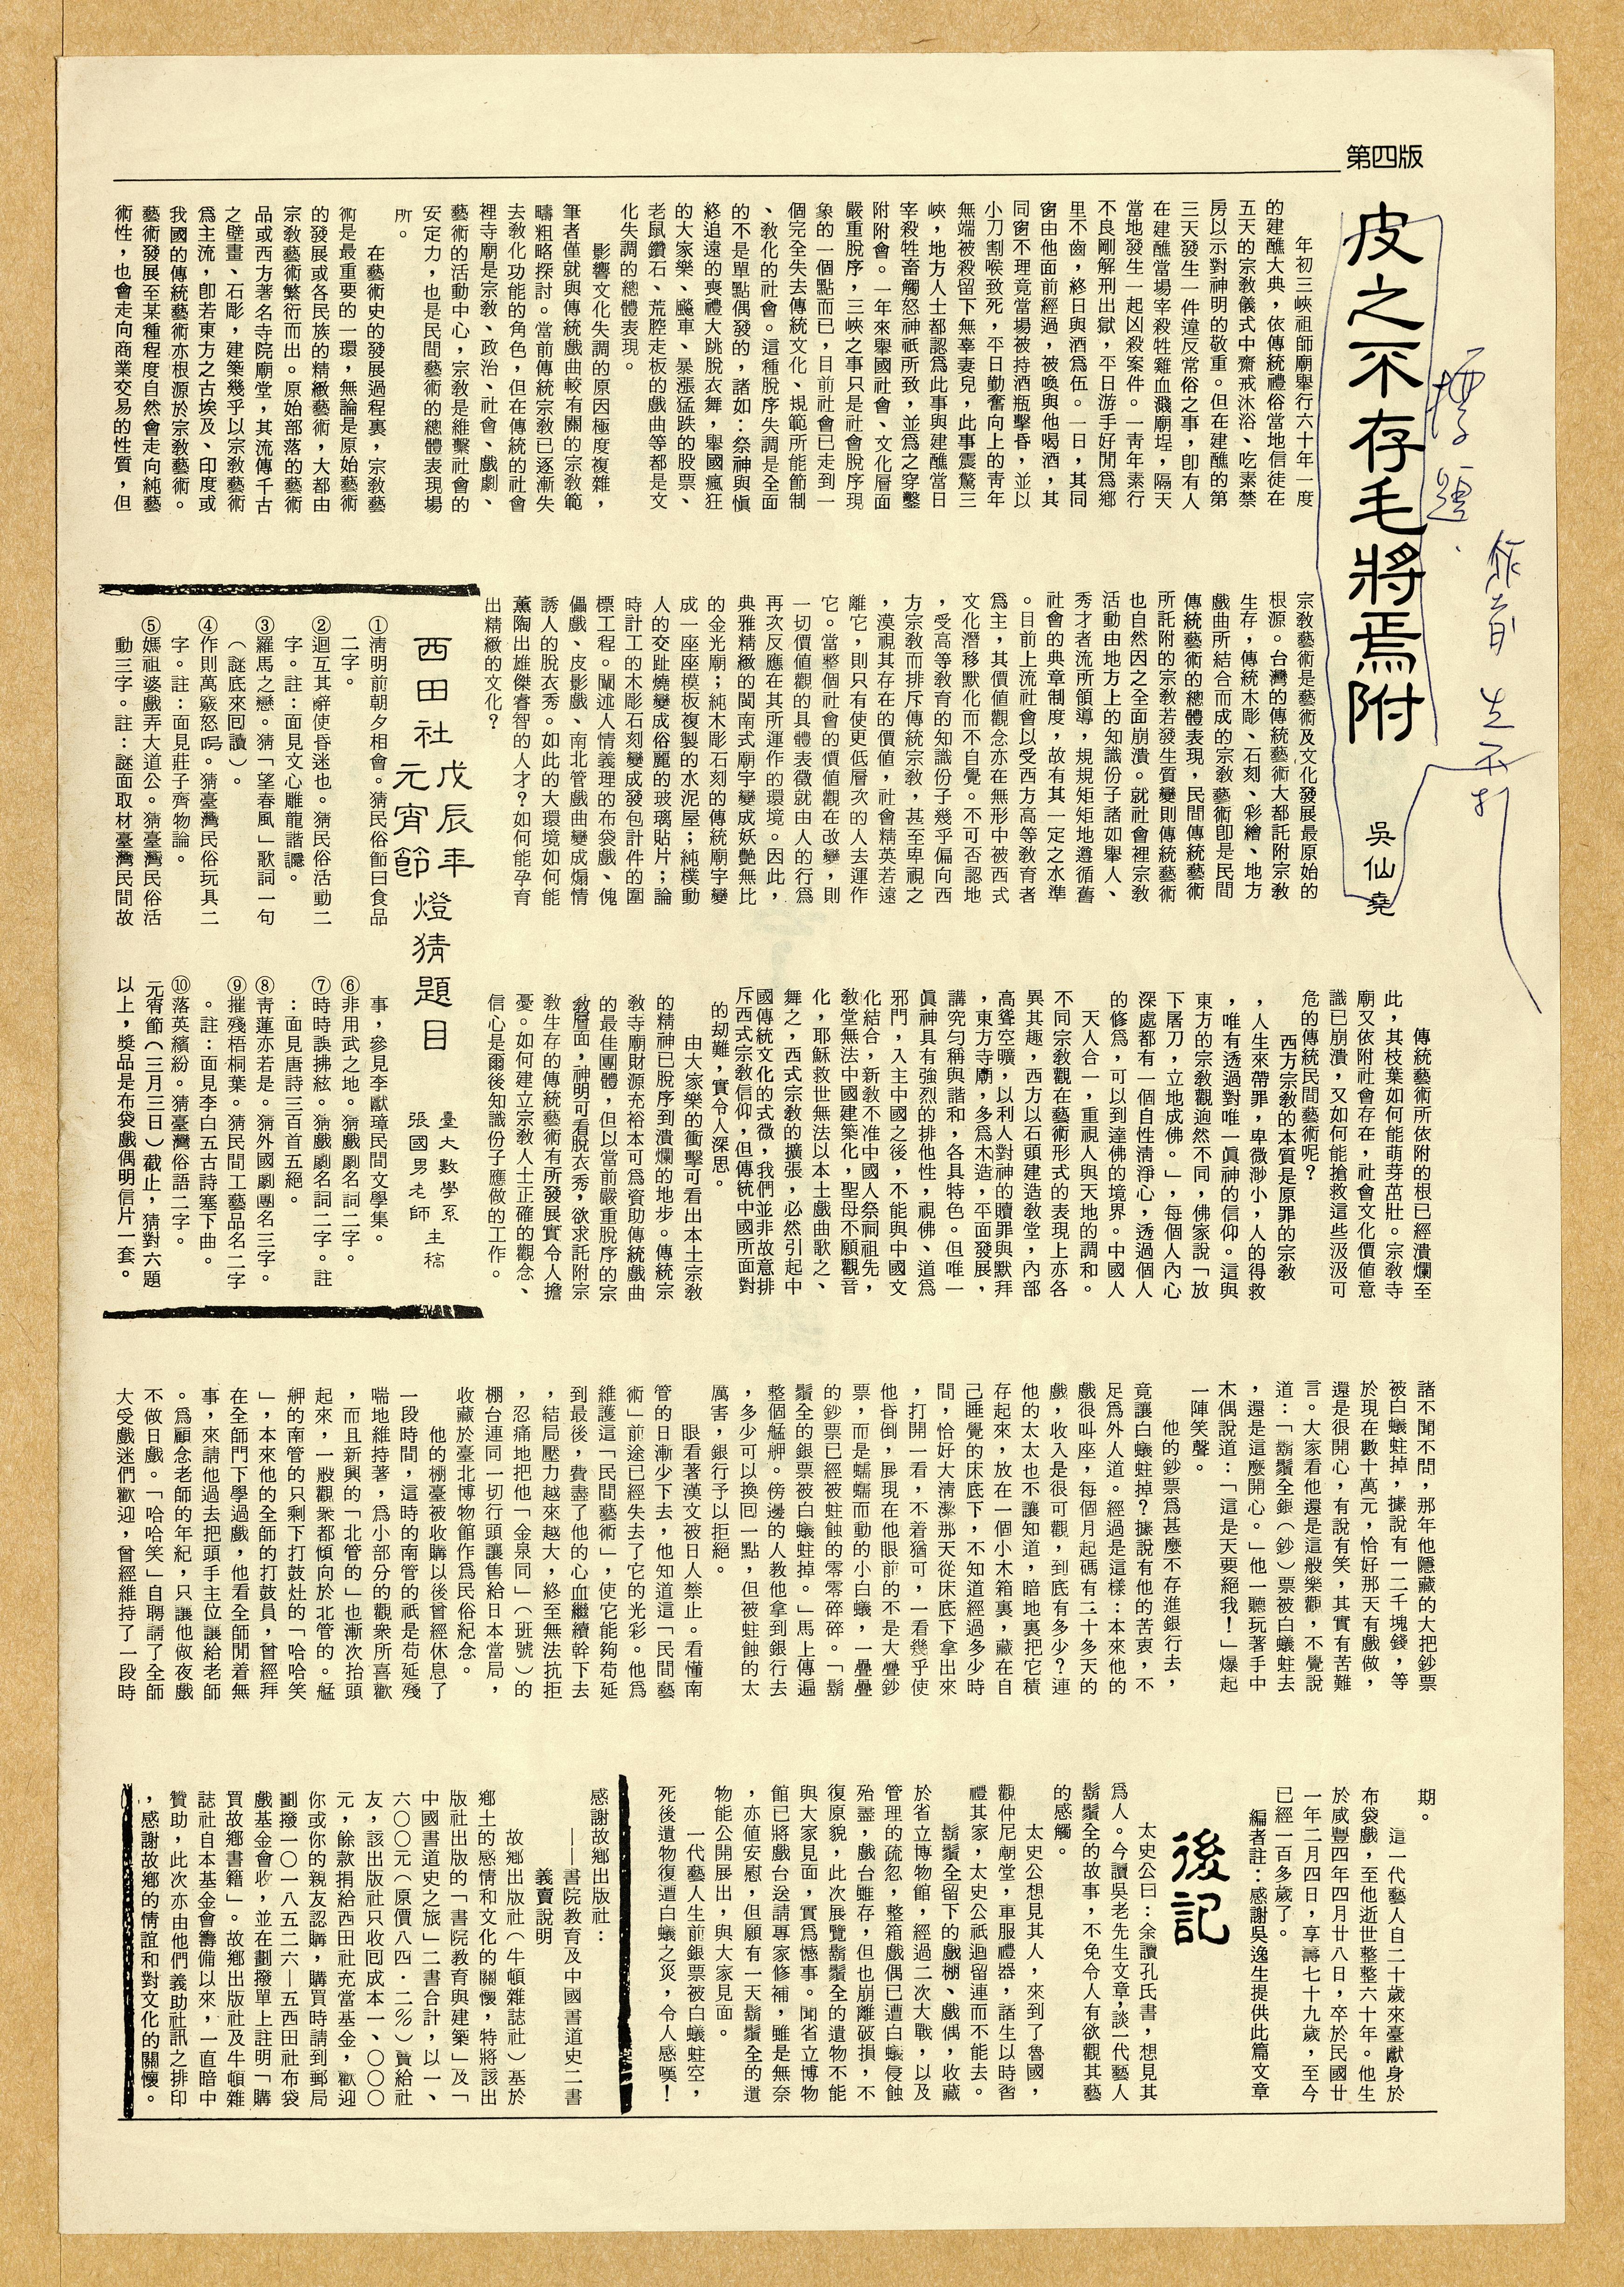 第四版
皮之不存毛將焉附
吳仙堯
標題
作者
生不打
年初三峽祖師廟舉行六十年一度
的建醮大典，依傳統禮俗當地信徒在
五天的宗敎儀式中齋戒沐浴、吃素禁
房以示對神明的敬重。但在建醮的第
三天發生一件違反常俗之事，卽有人
在建醮當場宰殺牲雞血濺廟埕，隔天
當地發生一起凶殺案件。一靑年素行
不良剛解刑出獄，平日游手好閒爲鄉
里不齒，終日與酒爲伍。一日，其同
窗由他面前經過，被喚與他喝酒，其
同窗不理竟當場被持酒瓶擊昏，並以
小刀割喉致死，平日勤奮向上的靑年
無端被殺留下無辜妻兒，此事震驚三
峽，地方人士都認爲此事與建醮當日
宰殺牲畜觸怒神祇所致，並爲之穿鑿
附會。一年來舉國社會、文化層面
嚴重脫序，三峽之事只是社會脫序現
象的一個點而已，目前社會已走到一
個完全失去傳統文化、規範所能節制
、敎化的社會。這種脫序失調是全面
的不是單點偶發的，諸如：祭神與愼
終追遠的喪禮大跳脫衣舞，舉國瘋狂
的大家樂、飈車、暴漲猛跌的股票、
老鼠鑽石、荒腔走板的戲曲等都是文
化失調的總體表現。
影響文化失調的原因極度複雜，
筆者僅就與傳統戲曲較有關的宗敎範
疇粗略探討。當前傳統宗敎已逐漸失
去敎化功能的角色，但在傳統的社會
裡寺廟是宗敎、政治、社會、戲劇、
藝術的活動中心，宗敎是維繫社會的
安定力，也是民間藝術的總體表現場
所。
在藝術史的發展過程裏，宗敎藝
術是最重要的一環，無論是原始藝術
的發展或各民族的精緻藝術，大都由
宗敎藝術繁衍而出。原始部落的藝術
品或西方著名寺院廟堂，其流傳千古
之壁畫、石彫，建築幾乎以宗敎藝術
爲主流，卽若東方之古埃及、印度或
我國的傳統藝術亦根源於宗敎藝術。
藝術發展至某種程度自然會走向純藝
術性，也會走向商業交易的性質，但
宗敎藝術是藝術及文化發展最原始的
根源。台灣的傳統藝術大都託附宗敎
生存，傳統木彫、石刻、彩繪、地方
戲曲所結合而成的宗敎藝術卽是民間
傳統藝術的總體表現，民間傳統藝術
所託附的宗敎若發生質變則傳統藝術
也自然因之全面崩潰。就社會裡宗敎
活動由地方上的知識份子諸如舉人、
秀才者流所領導，規規矩矩地遵循舊
社會的典章制度，故有其一定之水準
。目前上流社會以受西方高等敎育者
爲主，其價值觀念亦在無形中被西式
文化潛移默化而不自覺。不可否認地
，受高等敎育的知識份子幾乎偏向西
方宗敎而排斥傳統宗敎，甚至卑視之
，漠視其存在的價值，社會精英若遠
離它，則只有使更低層次的人去運作
它。當整個社會的價值觀在改變，則
一切價値觀的具體表徵就由人的行爲
再次反應在其所運作的環境。因此，
典雅精緻的閩南式廟宇變成妖艷無比
的金光廟；純木彫石刻的傳統廟宇變
成一座座模板複製的水泥屋；純樸動
人的交趾燒變成俗麗的玻璃貼片；論
時計工的木彫石刻變成發包計件的圍
標工程。闡述人情義理的布袋戲、傀
儡戲、皮影戲、南北管戲曲變成煽情
誘人的脫衣秀。如此的大環境如何能
薰陶出雄傑睿智的人才？如何能孕育
出精緻的文化？
傳統藝術所依附的根已經潰爛至
此，其枝葉如何能萌芽茁壯。宗敎寺
廟又依附社會存在，社會文化價値意
識已崩潰，又如何能搶救這些汲汲可
危的傳統民間藝術呢？
西方宗敎的本質是原罪的宗敎
，人生來帶罪，卑微渺小，人的得救
，唯有透過對唯一眞神的信仰。這與
東方的宗敎觀逈然不同，佛家說「放
下屠刀，立地成佛。」，每個人內心
深處都有一個自性淸淨心，透過個人
的修爲，可以到達佛的境界。中國人
天人合一，重視人與天地的調和。
不同宗敎觀在藝術形式的表現上亦各
異其趣，西方以石頭建造敎堂，內部
高聳空曠，以利人對神的贖罪與默拜
，東方寺廟，多爲木造，平面發展，
講究勻稱與諧和，各具特色。但唯一
眞神具有強烈的排他性，視佛、道爲
邪門，入主中國之後，不能與中國文
化結合，新敎不准中國人祭祠祖先，
敎堂無法中國建築化，聖母不願觀音
化，耶穌救世無法以本土戲曲歌之、
舞之，西式宗敎的擴張，必然引起中
國傳統文化的式微，我們並非故意排
斥西式宗敎信仰，但傳統中國所面對
的劫難，實令人深思。
由大家樂的衝擊可看出本土宗敎
的精神已脫序到潰爛的地步。傳統宗
敎寺廟財源充裕本可爲資助傳統戲曲
的最佳團體，但以當前嚴重脫序的宗
敎層面，神明可看脫衣秀，欲求託附宗
敎生存的傳統藝術有所發展實令人擔
憂。如何建立宗敎人士正確的觀念、
信心是爾後知識份子應做的工作。
西田社
戊辰年
元宵節
燈猜題目
臺大數學系
張國男老師
主稿
①淸明前朝夕相會。猜民俗節日食品
二字。
②迴互其辭使昏迷也。猜民俗活動二
字。註：面見文心雕龍諧讔。
③羅馬之戀。猜「望春風」歌詞一句
（謎底來回讀）。
④作則萬竅怒呺。猜臺灣民俗玩具二
字。註：面見莊子齊物論。
⑤媽祖婆戲弄大道公。猜臺灣民俗活
動三字。註：謎面取材臺灣民間故
事，參見李獻璋民間文學集。
⑥非用武之地。猜戲劇名詞二字。
⑦時時誤拂絃。猜戲劇名詞二字。註
：面見唐詩三百首五絕。
⑧靑蓮亦若是。猜外國劇團名三字。
⑨摧殘梧桐葉。猜民間工藝品名二字
。註：面見李白五古詩塞下曲。
⑩落英繽紛。猜臺灣俗語二字。
元宵節（三月三日）截止，猜對六題
以上，獎品是布袋戲偶明信片一套。
諸不聞不問，那年他隱藏的大把鈔票
被白蟻蛀掉，據說有一二千塊錢，等
於現在數十萬元，恰好那天有戲做，
還是很開心，有說有笑，其實有苦難
言。大家看他還是這般樂觀，不覺說
道：「鬍鬚全銀（鈔）票被白蟻蛀去
，還是這麼開心。」他一聽玩著手中
木偶說道：「這是天要絕我！」爆起
一陣笑聲。
他的鈔票爲甚麼不存進銀行去，
竟讓白蟻蛀掉？據說有他的苦衷，不
足爲外人道。經過是這樣：本來他的
戲很叫座，每個月起碼有二十多天的
戲，收入是很可觀，到底有多少？連
他的太太也不讓知道，暗地裏把它積
存起來，放在一個小木箱裏，藏在自
己睡覺的床底下，不知道經過多少時
間，恰好大淸潔那天從床底下拿出來
，打開一看，不着猶可，一看幾乎使
他昏倒，展現在他眼前的不是大疊鈔
票，而是蠕蠕而動的小白蟻，一疊疊
的鈔票已經被蛀蝕的零零碎碎。「鬍
鬚全的銀票被白蟻蛀掉。」馬上傳遍
整個艋舺。傍邊的人敎他拿到銀行去
，多少可以換回一點，但被蛀蝕的太
厲害，銀行予以拒絕。
眼看著漢文被日人禁止。看懂南
管的日漸少下去，他知道這「民間藝
術」前途已經失去了它的光彩。他爲
維護這「民間藝術」，使它能夠苟延
到最後，費盡了他的心血繼續幹下去
，結局壓力越來越大，終至無法抗拒
，忍痛地把他「金泉同」（班號）的
棚台連同一切行頭讓售給日本當局，
收藏於臺北博物館作爲民俗紀念。
他的棚臺被收購以後曾經休息了
一段時間，這時的南管的祇是苟延殘
喘地維持著，爲小部分的觀衆所喜歡
，而且新興的「北管的」也漸次抬頭
起來，一般觀衆都傾向於北管的。艋
舺的南管的只剩下打鼓灶的「哈哈笑
」，本來他的全師的打鼓員，曾經拜
在全師門下學過戲，他看全師閒着無
事，來請他過去把頭手主位讓給老師
。爲顧念老師的年紀，只讓他做夜戲
不做日戲。「哈哈笑」自聘請了全師
大受戲迷們歡迎，曾經維持了一段時
期。
這一代藝人自二十歲來臺獻身於
布袋戲，至他逝世整整六十年。他生
於咸豐四年四月廿八日，卒於民國廿
一年二月四日，享壽七十九歲，至今
已經一百多歲了。
編者註：感謝吳逸生提供此篇文章
後記
太史公曰：余讀孔氏書，想見其
爲人。今讀吳老先生文章，談一代藝人
鬍鬚全的故事，不免令人有欲觀其藝
的感觸。
太史公想見其人，來到了魯國，
觀仲尼廟堂，車服禮器，諸生以時習
禮其家，太史公祇迴留連而不能去。
鬍鬚全留下的戲棚、戲偶，收藏
於省立博物館，經過二次大戰，以及
管理的疏忽，整箱戲偶已遭白蟻侵蝕
殆盡，戲台雖存，但也崩離破損，不
復原貌，此次展覽鬍鬚全的遺物不能
與大家見面，實爲憾事。聞省立博物
館已將戲台送請專家修補，雖是無奈
，亦値安慰，但願有一天鬍鬚全的遺
物能公開展出，與大家見面。
一代藝人生前銀票被白蟻蛀空，
死後遺物復遭白蟻之災，令人感嘆！
感謝故鄉出版社：
——書院敎育及中國書道史二書
義賣說明
故鄉出版社（牛頓雜誌社）基於
鄉土的感情和文化的關懷，特將該出
版社出版的「書院敎育與建築」及「
中國書道史之旅」二書合計，以一、
六〇〇元（原價八四．二%）賣給社
友，該出版社只收回成本一、〇〇〇
元，餘款捐給西田社充當基金，歡迎
你或你的親友認購，購買時請到郵局
劃撥一〇一八五二六—五西田社布袋
戲基金會收，並在劃撥單上註明「購
買故鄉書籍」。故鄉出版社及牛頓雜
誌社自本基金會籌備以來，一直暗中
贊助，此次亦由他們義助社訊之排印
，感謝故鄉的情誼和對文化的關懷。